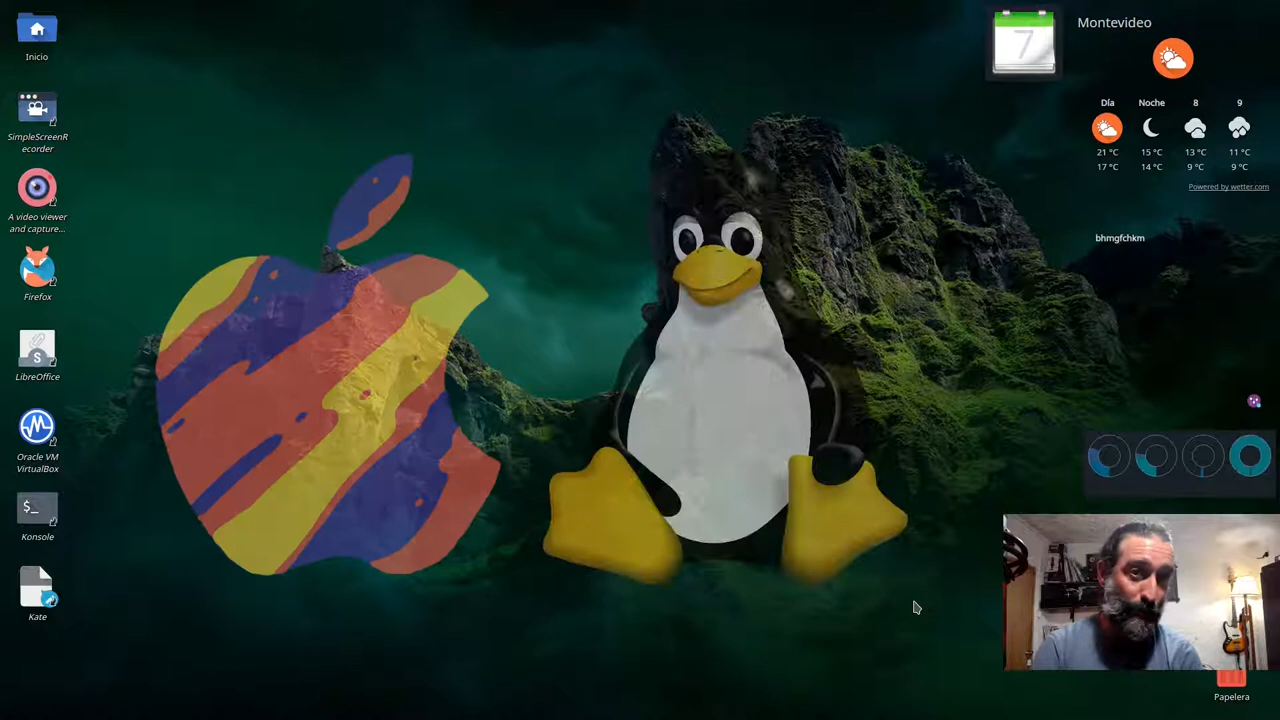 Inicio
SimpleScreenR
ecorder
A video viewer
and capture...
Firefox
S
LibreOffice
Oracle VM
VirtualBox
$_
Konsole
Kate
7
Montevideo
Día Noche 8 9
21 °C 15 °C 13 °C 11 °C
17 °C 14 °C 9 °C 9 °C
Powered by wetter.com
bhmgfchkm
Papelera